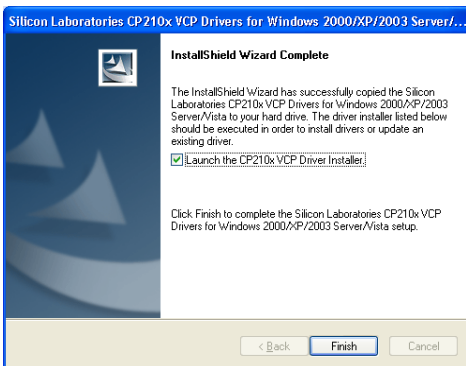 Silicon Laboratories CP210x VCP Drivers for Windows 2000/XP/2003 Server/...
InstallShield Wizard Complete
The InstallShield Wizard has successfully copied the Silicon
Laboratories CP210x VCP Drivers for Windows 2000/XP/2003
Server/Vista to your hard drive. The driver installer listed below
should be executed in order to install drivers or update an
existing driver.
Launch the CP210x VCP Driver Installer.
Click Finish to complete the Silicon Laboratories CP210x VCP
Drivers for Windows 2000/XP/2003 Server/Vista setup.
< Back Finish Cancel